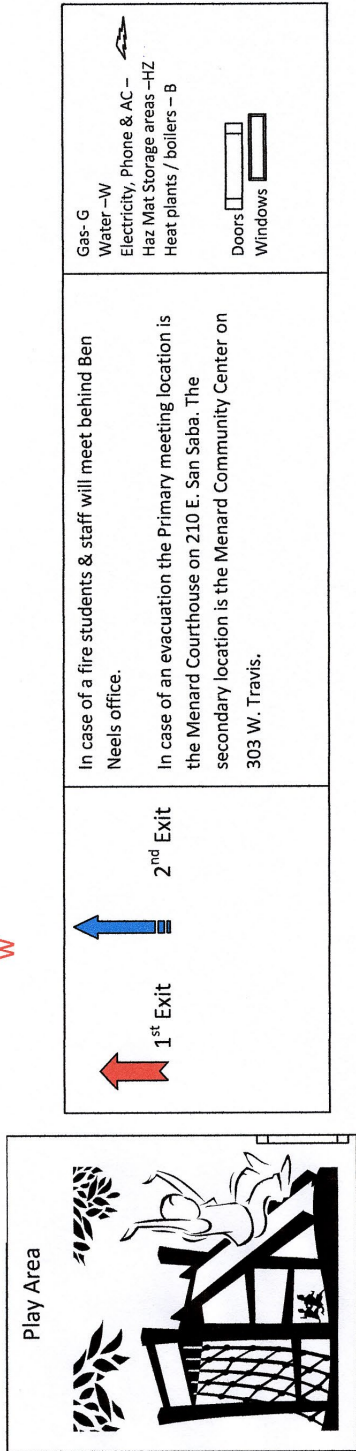 W
Play Area
1st Exit
2nd Exit
In case of a fire students & staff will meet behind Ben
Neels office.
In case of an evacuation the Primary meeting location is
the Menard Courthouse on 210 E. San Saba. The
secondary location is the Menard Community Center on
303 W. Travis.
Gas- G
Water –W
Electricity, Phone & AC –
Haz Mat Storage areas –HZ
Heat plants / boilers – B
Doors
Windows